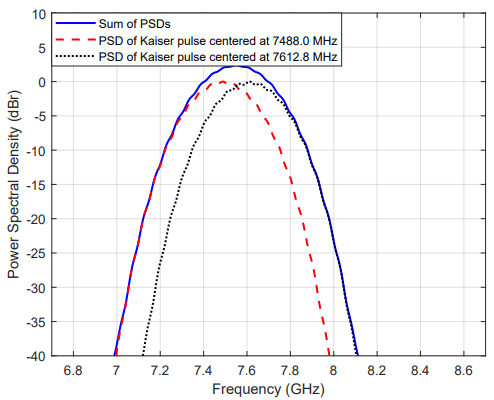 10
5
0
-5
-10
-15
-20
-25
-30
-35
-40
Power Spectral Density (dBr)
Sum of PSDs
PSD of Kaiser pulse centered at 7488.0 MHz
PSD of Kaiser pulse centered at 7612.8 MHz
6.8 7 7.2 7.4 7.6 7.8 8 8.2 8.4 8.6
Frequency (GHz)